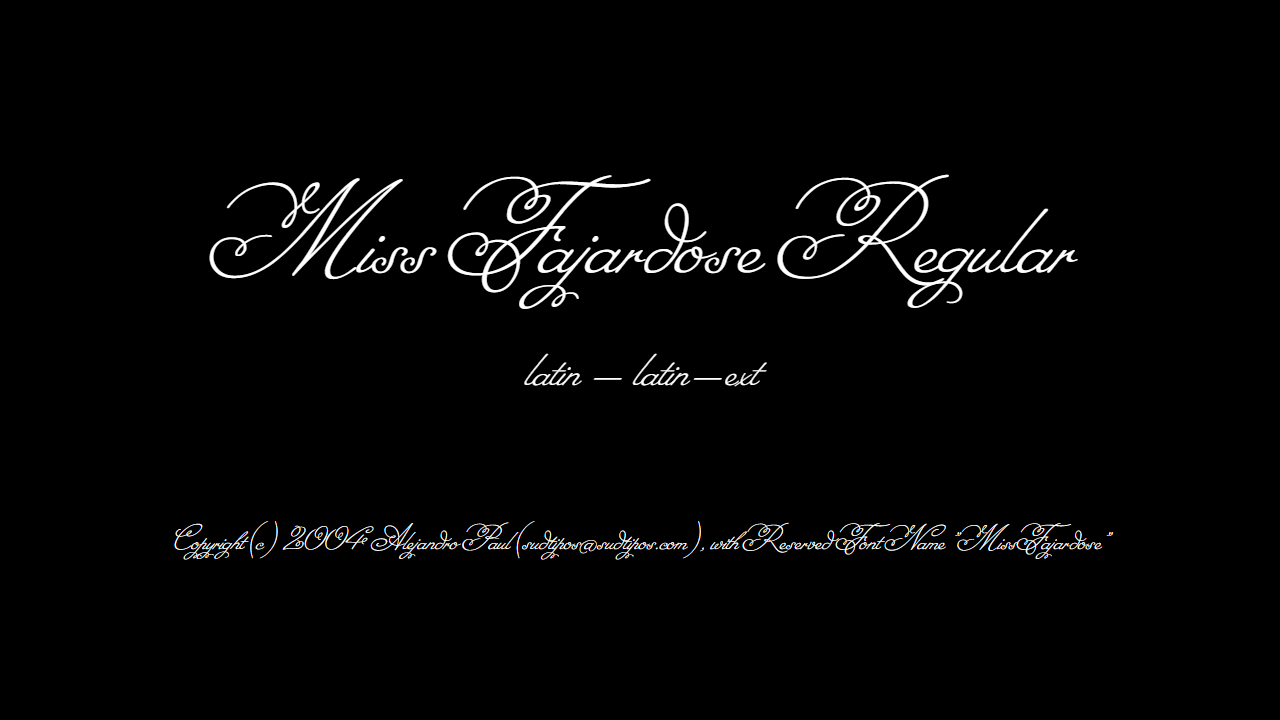 Miss Fajardose Regular
latin — latin-ext
Copyright (c) 2004 Alejandro Paul (sudtipos@sudtipos.com), with Reserved Font Name "Miss Fajardose"